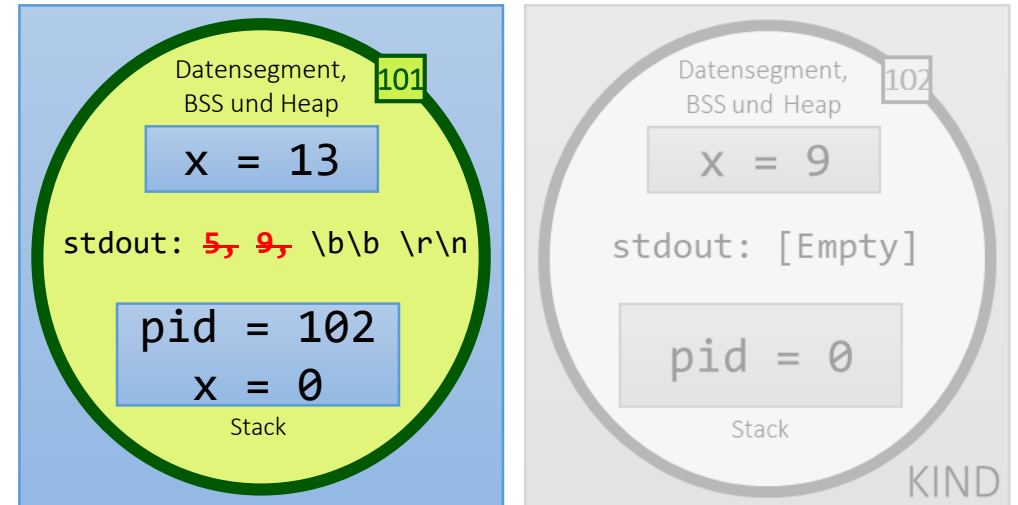 Datensegment,
BSS und Heap
101
x = 13
stdout: 5, 9, \b\b \r\n
pid = 102
x = 0
Stack
Datensegment,
BSS und Heap
102
x = 9
stdout: [Empty]
pid = 0
Stack
KIND